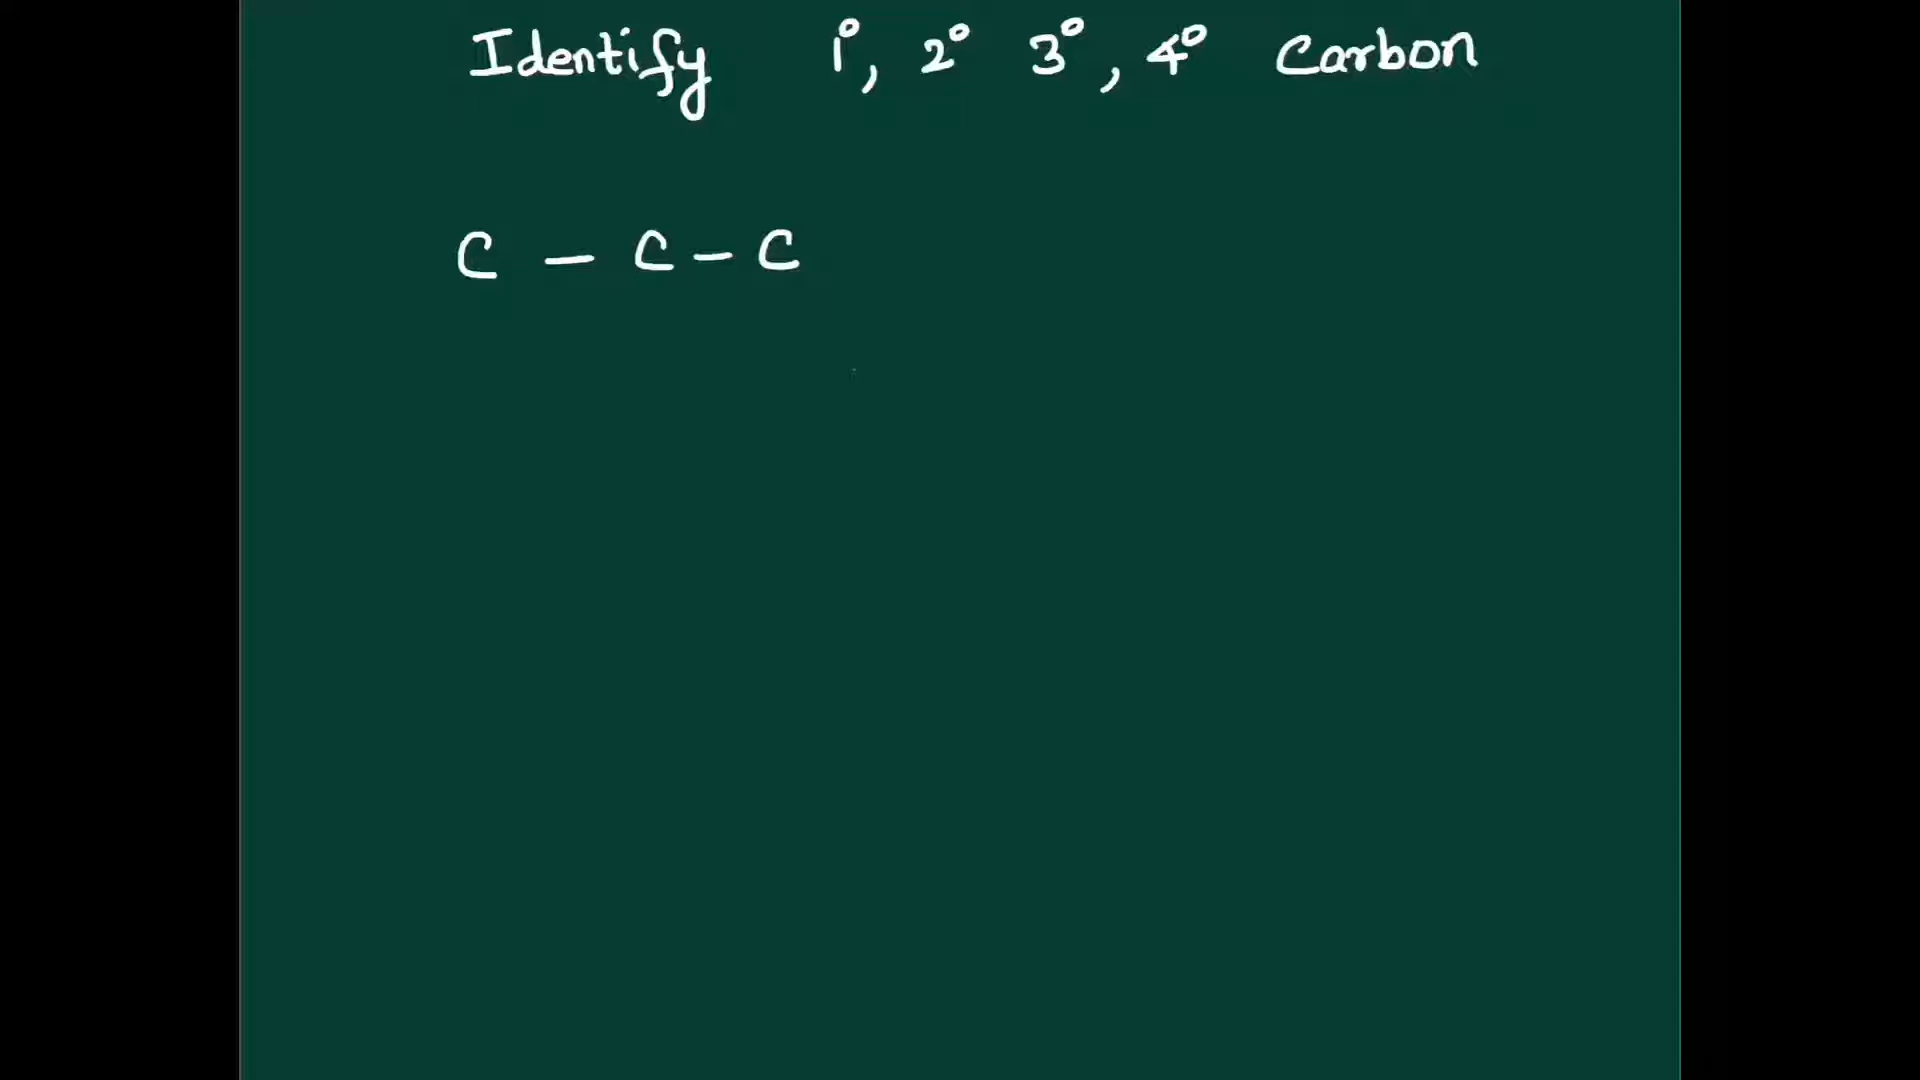 Identify 1°, 2° 3°, 4° Carbon
C – C – C